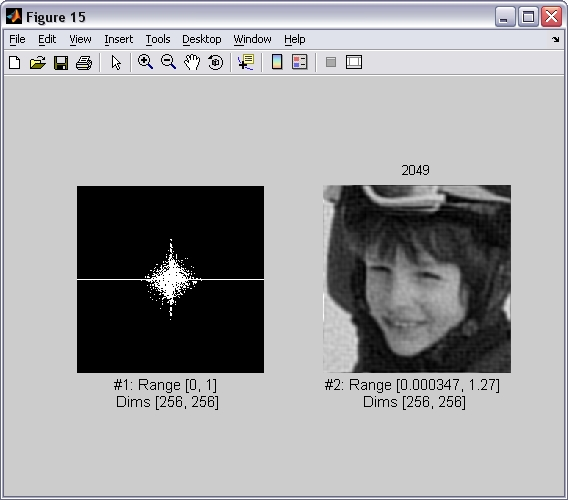 Figure 15
File Edit View Insert Tools Desktop Window Help
2049
#1: Range [0, 1]
Dims [256, 256]
#2: Range [0.000347, 1.27]
Dims [256, 256]